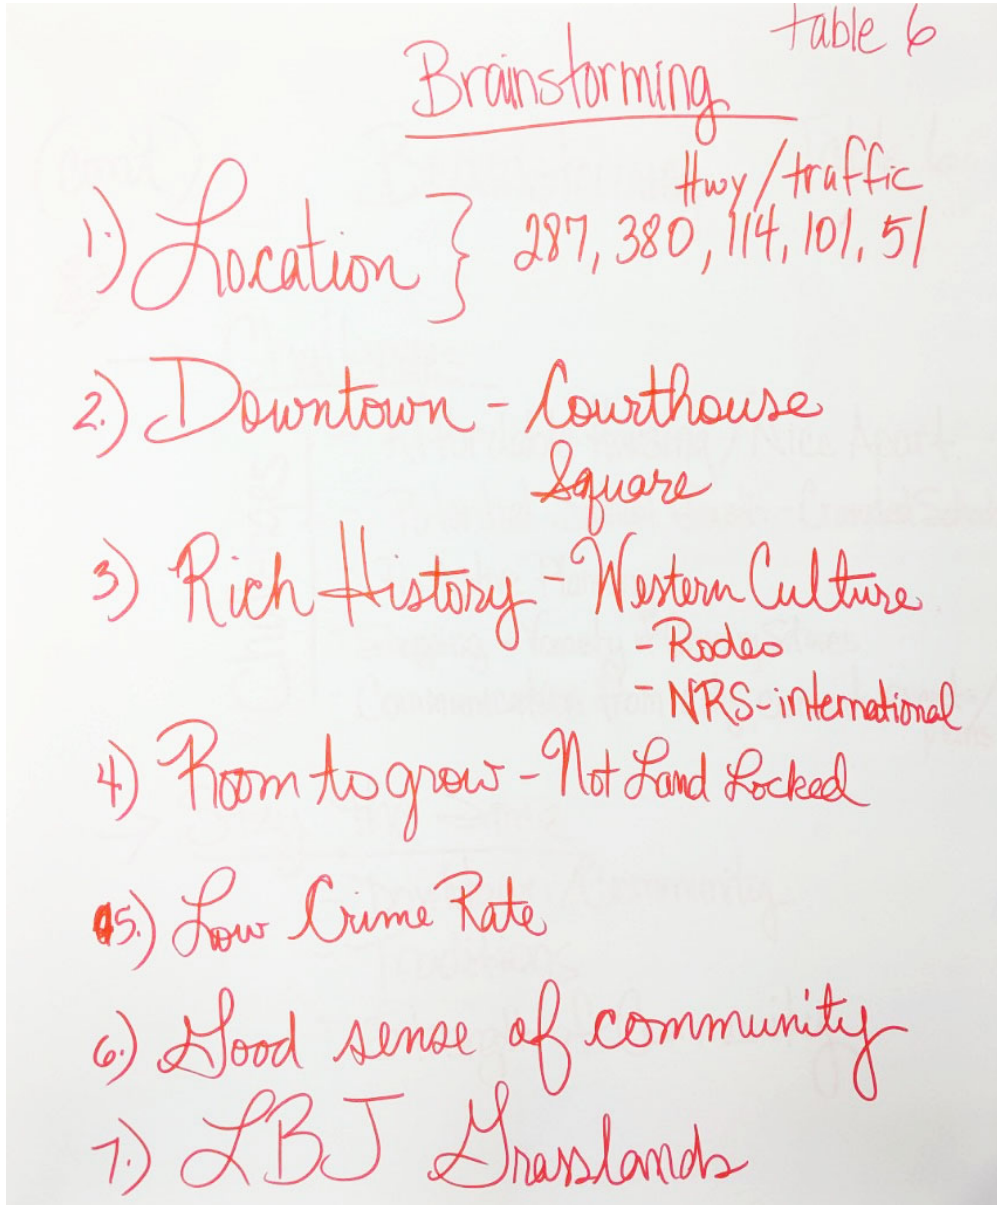 table 6
Brainstorming
Hwy/traffic
1.) Location } 287, 380, 114, 101, 51
2.) Downtown - Courthouse
Square
3) Rich History - Western Culture
- Rodeo
- NRS-international
4) Room to grow - Not Land Locked
5.) Low Crime Rate
6.) Good sense of community
7.) LBJ Grasslands